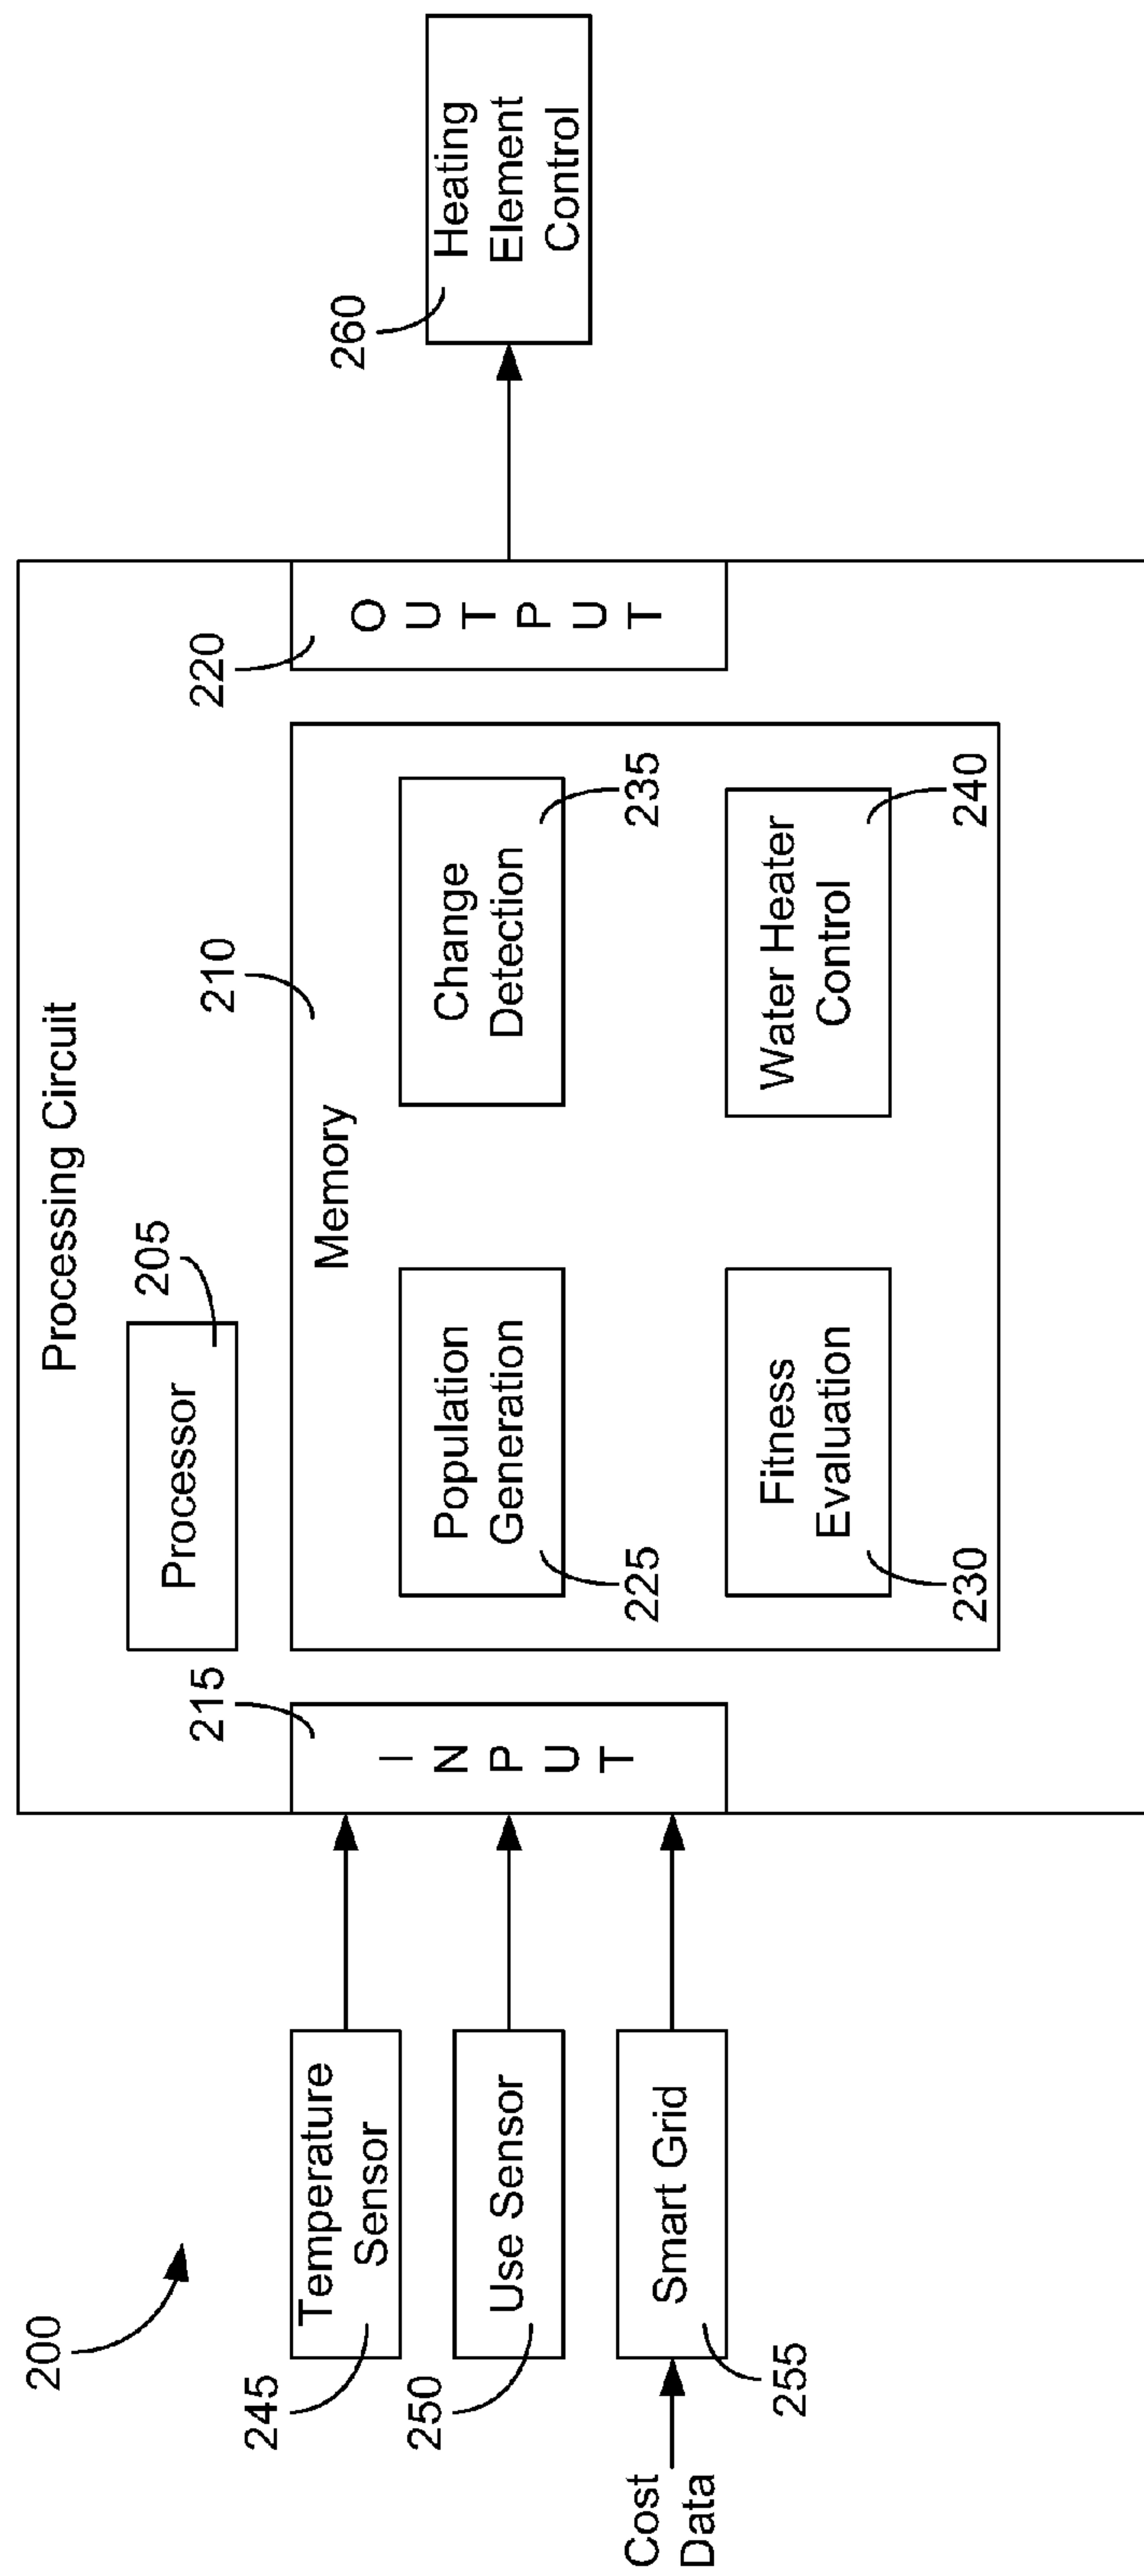 200
Processing Circuit
Processor
205
215
INPUT
210
Memory
Population
Generation
225
Change
Detection
235
Fitness
Evaluation
230
Water Heater
Control
240
220
OUTPUT
Temperature
Sensor
245
Use Sensor
250
Smart Grid
255
Cost
Data
260
Heating
Element
Control